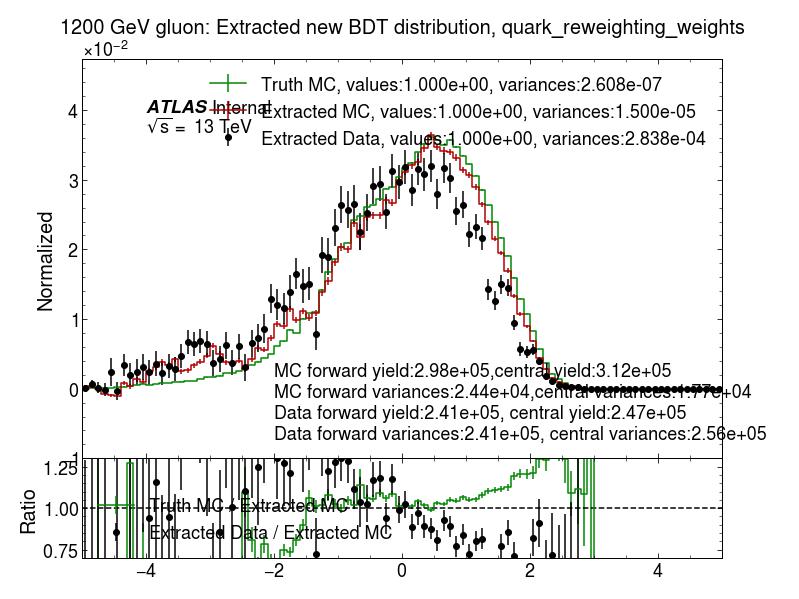 1200 GeV gluon: Extracted new BDT distribution, quark_reweighting_weights
×10⁻²
Truth MC, values:1.000e+00, variances:2.608e-07
ATLAS Internal
Extracted MC, values:1.000e+00, variances:1.500e-05
√s = 13 TeV
Extracted Data, values:1.000e+00, variances:2.838e-04
4
3
2
1
0
Normalized
MC forward yield:2.98e+05,central yield:3.12e+05
MC forward variances:2.44e+04,central variances:1.77e+04
Data forward yield:2.41e+05, central yield:2.47e+05
Data forward variances:2.41e+05, central variances:2.56e+05
1.25
1.00
0.75
Ratio
Truth MC / Extracted MC
Extracted Data / Extracted MC
−4 −2 0 2 4